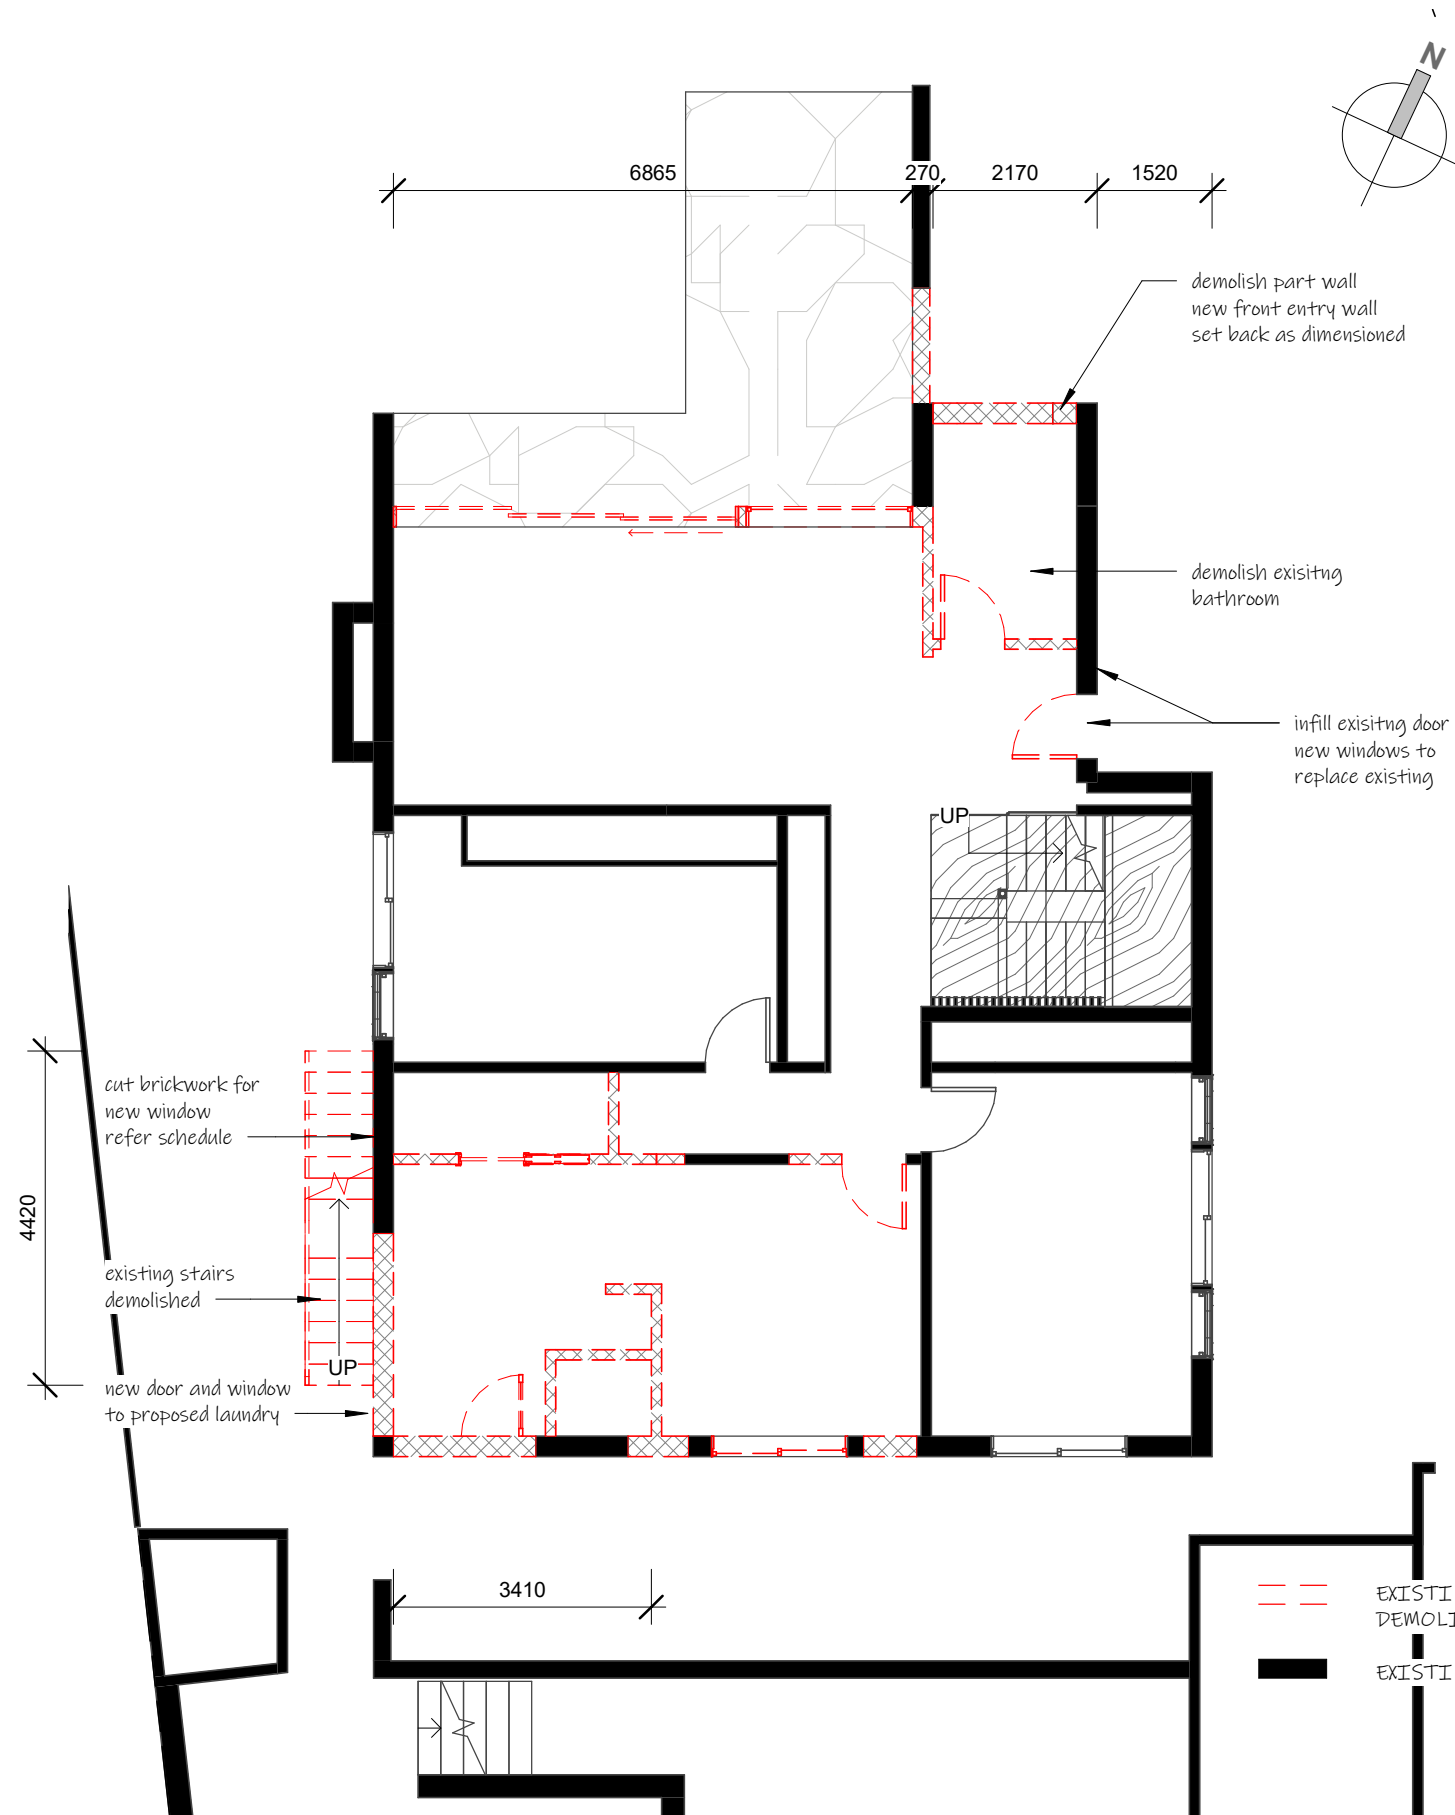 N
6865
270
2170
1520
demolish part wall
new front entry wall
set back as dimensioned
demolish exisitng
bathroom
infill exisitng door
new windows to
replace existing
UP
cut brickwork for
new window
refer schedule
4420
existing stairs
demolished
UP
new door and window
to proposed laundry
3410
EXISTI
DEMOLI
EXISTI